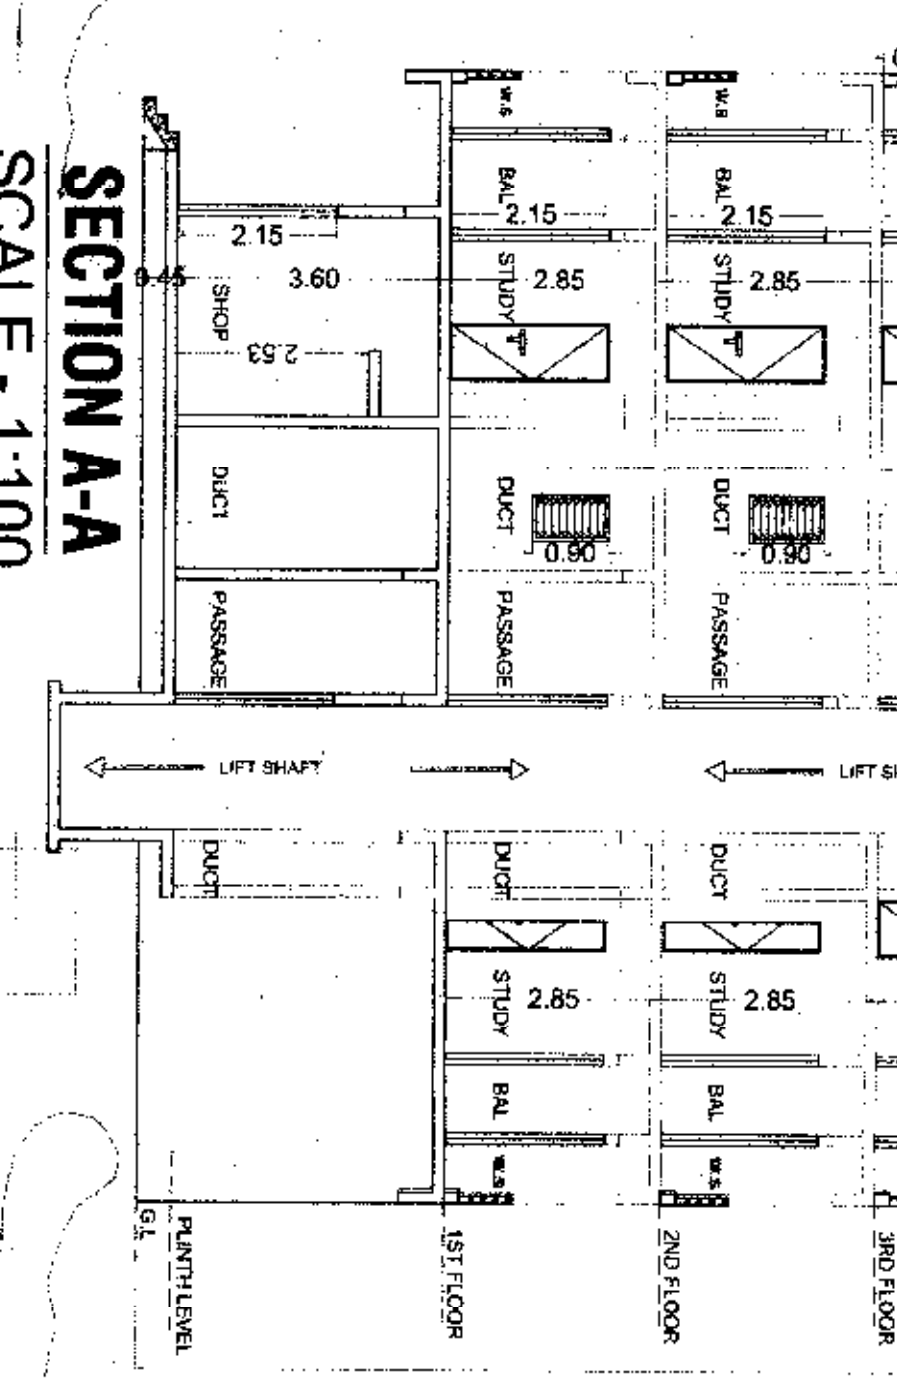 SECTION A-A
SCALE - 1:100
W.S
W.S
BAL
BAL
2.15
2.15
2.15
0.45
3.60
2.85
2.85
SHOP
STUDY
STUDY
2.53
DUCT
DUCT
DUCT
0.90
0.90
PASSAGE
PASSAGE
PASSAGE
LIFT SHAFT
LIFT SH
DUCT
DUCT
DUCT
STUDY
2.85
STUDY
2.85
BAL
BAL
W.S
W.S
G.L
PLINTH LEVEL
1ST FLOOR
2ND FLOOR
3RD FLOOR